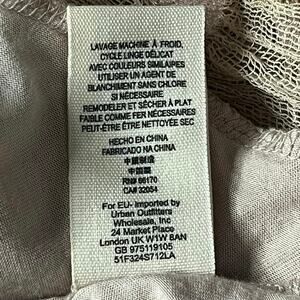 LAVAGE MACHINE À FROID,
CYCLE LINGE DÉLICAT
AVEC COULEURS SIMILAIRES
UTILISER UN AGENT DE
BLANCHIMENT SANS CHLORE
SI NÉCESSAIRE
REMODELER ET SÉCHER À PLAT
FAIBLE COMME FER NÉCESSAIRES
PEUT-ÊTRE ÊTRE NETTOYÉE SEC
HECHO EN CHINA
FABRICADO NA CHINA
中國制造
中國製
RN# 66170
CA# 32054
For EU- imported by
Urban Outfitters
Wholesale, Inc
24 Market Place
London UK W1W 8AN
GB 975119105
51F324S712LA